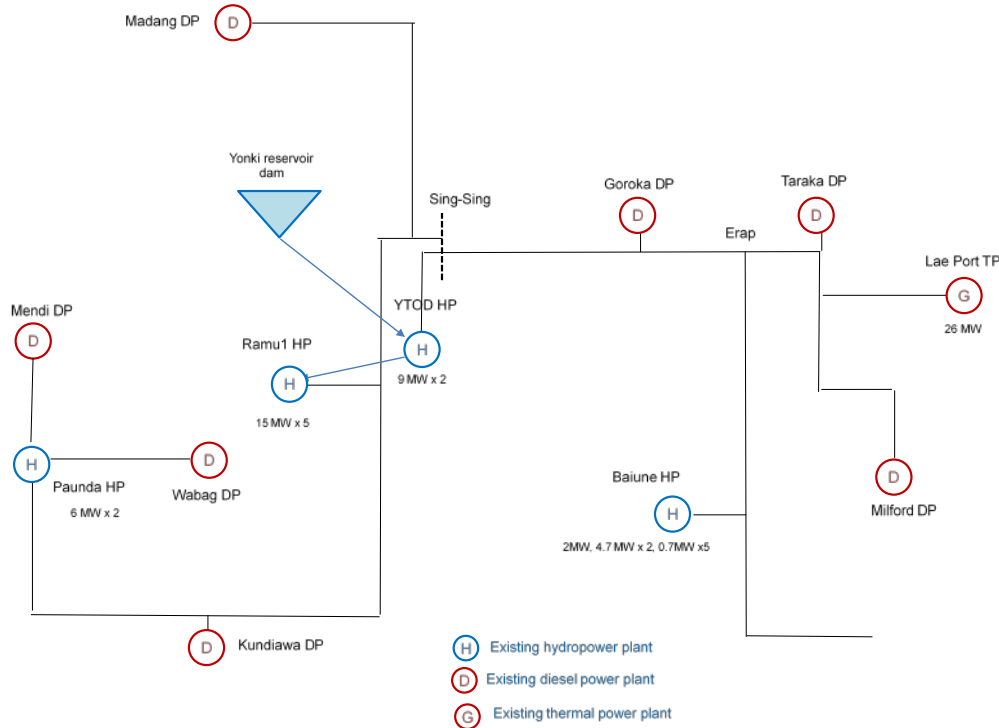 Madang DP
D
Yonki reservoir
dam
Sing-Sing
Goroka DP
D
Taraka DP
D
Erap
Lae Port TP
G
26 MW
Mendi DP
D
YTOD HP
H
9 MW x 2
Ramu1 HP
H
15 MW x 5
H
Paunda HP
6 MW x 2
D
Wabag DP
Baiune HP
H
2MW, 4.7 MW x 2, 0.7MW x5
D
Milford DP
D
Kundiawa DP
H Existing hydropower plant
D Existing diesel power plant
G Existing thermal power plant